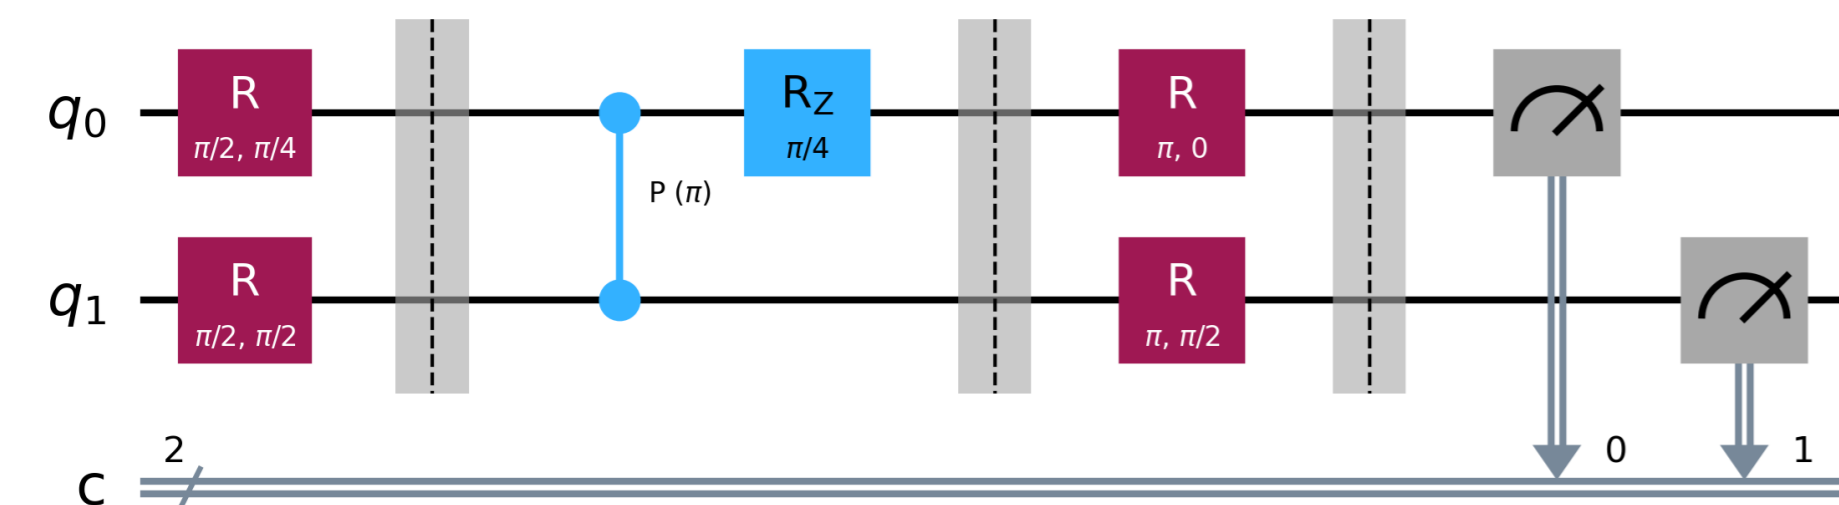 q0
R
π/2, π/4
P (π)
RZ
π/4
R
π, 0
q1
R
π/2, π/2
R
π, π/2
2
c
0
1